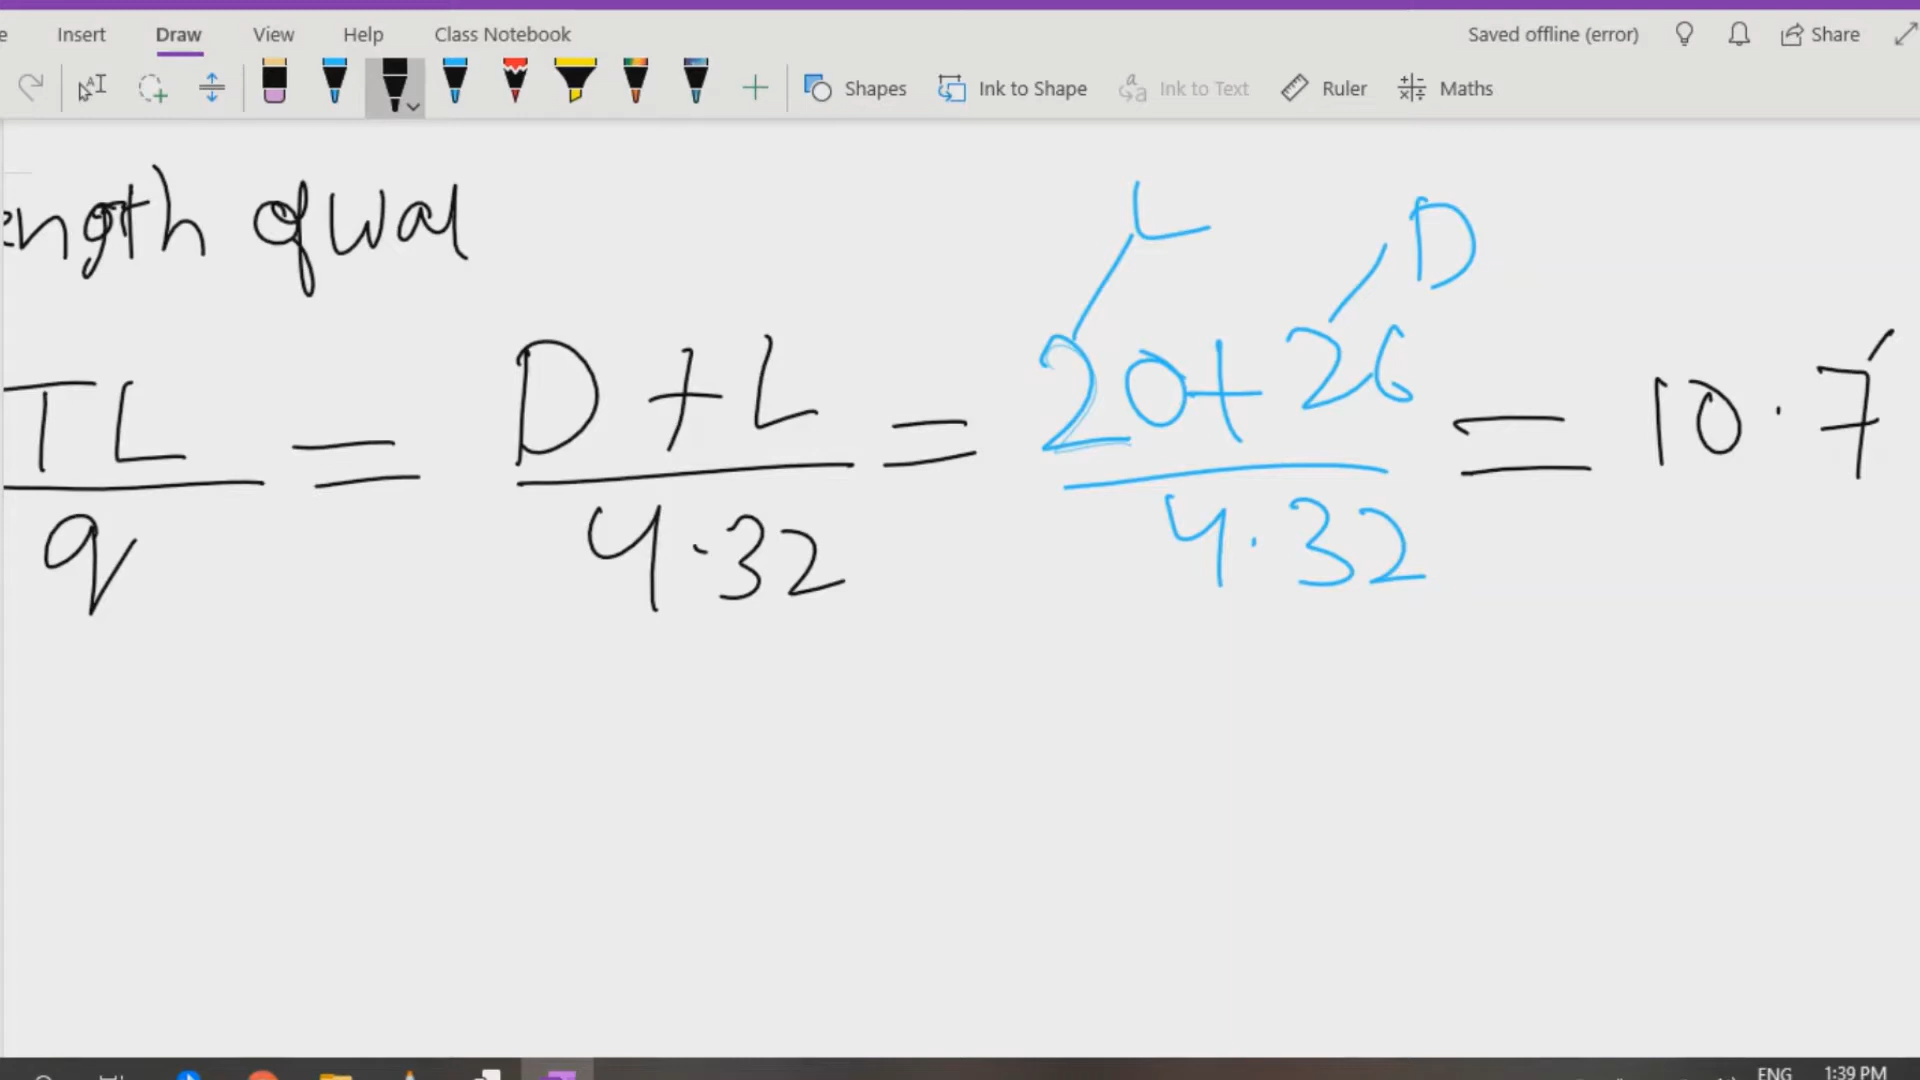 Insert Draw View Help Class Notebook Saved offline (error) Share
Shapes Ink to Shape Ink to Text Ruler Maths
ength of wal
L D
TL/q = D+L/4.32 = 20+26/4.32 = 10.7'
ENG 1:39 PM